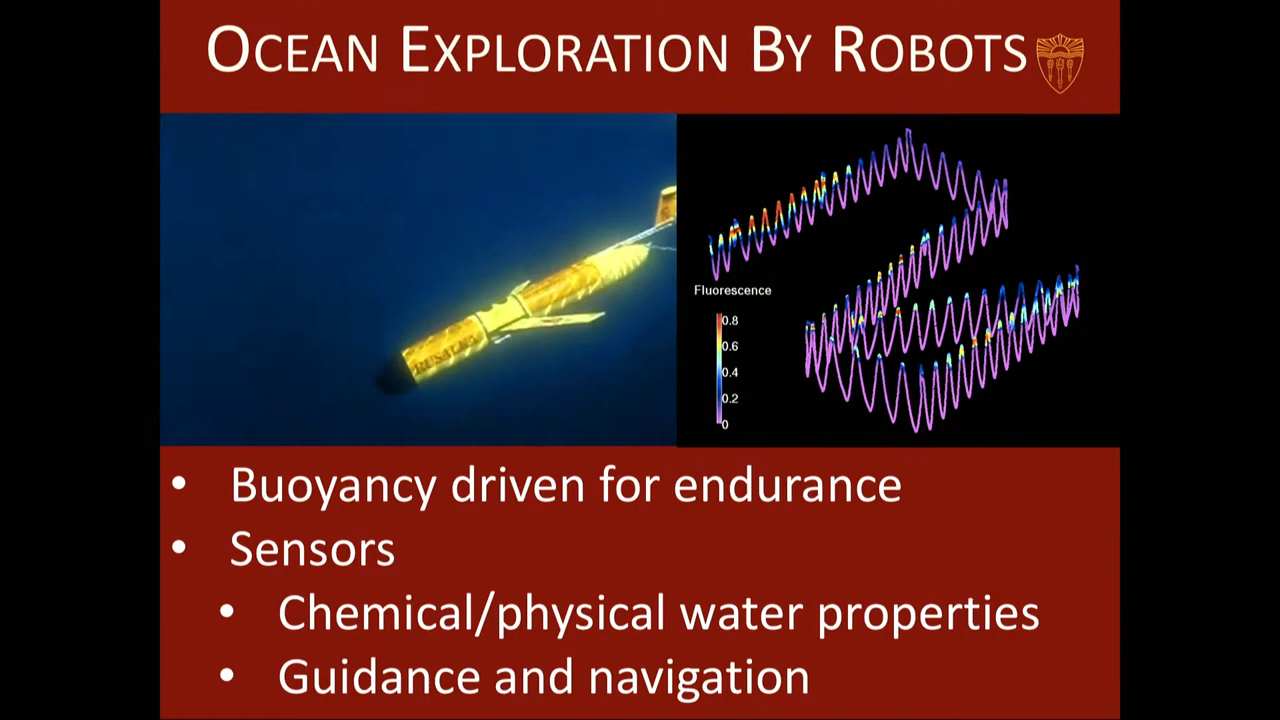 OCEAN EXPLORATION BY ROBOTS
Fluorescence
0.8
0.6
0.4
0.2
0
• Buoyancy driven for endurance
• Sensors
• Chemical/physical water properties
• Guidance and navigation